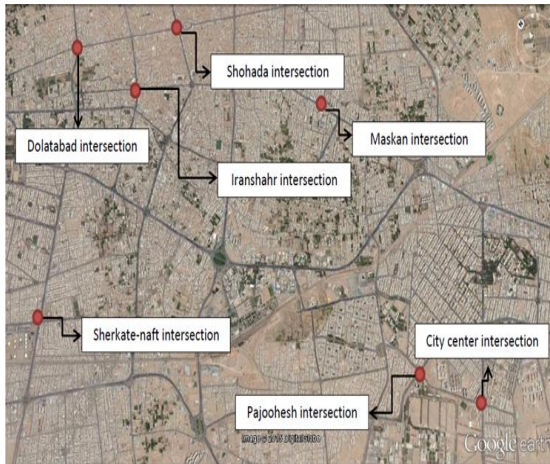 Shohada intersection
Maskan intersection
Dolatabad intersection
Iranshahr intersection
Sherkate-naft intersection
City center intersection
Pajoohesh intersection
Google earth